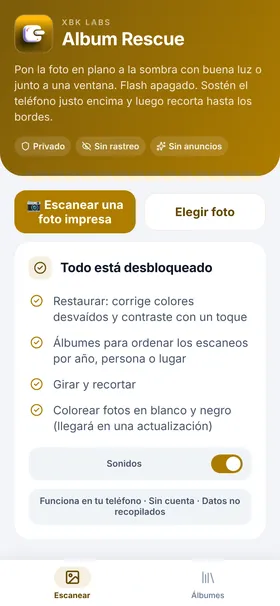 XBK LABS
Album Rescue
Pon la foto en plano a la sombra con buena luz o
junto a una ventana. Flash apagado. Sostén el
teléfono justo encima y luego recorta hasta los
bordes.
Privado
Sin rastreo
Sin anuncios
Escanear una
foto impresa
Elegir foto
Todo está desbloqueado
Restaurar: corrige colores
desvaídos y contraste con un toque
Álbumes para ordenar los escaneos
por año, persona o lugar
Girar y recortar
Colorear fotos en blanco y negro
(llegará en una actualización)
Sonidos
Funciona en tu teléfono · Sin cuenta · Datos no
recopilados
Escanear
Álbumes